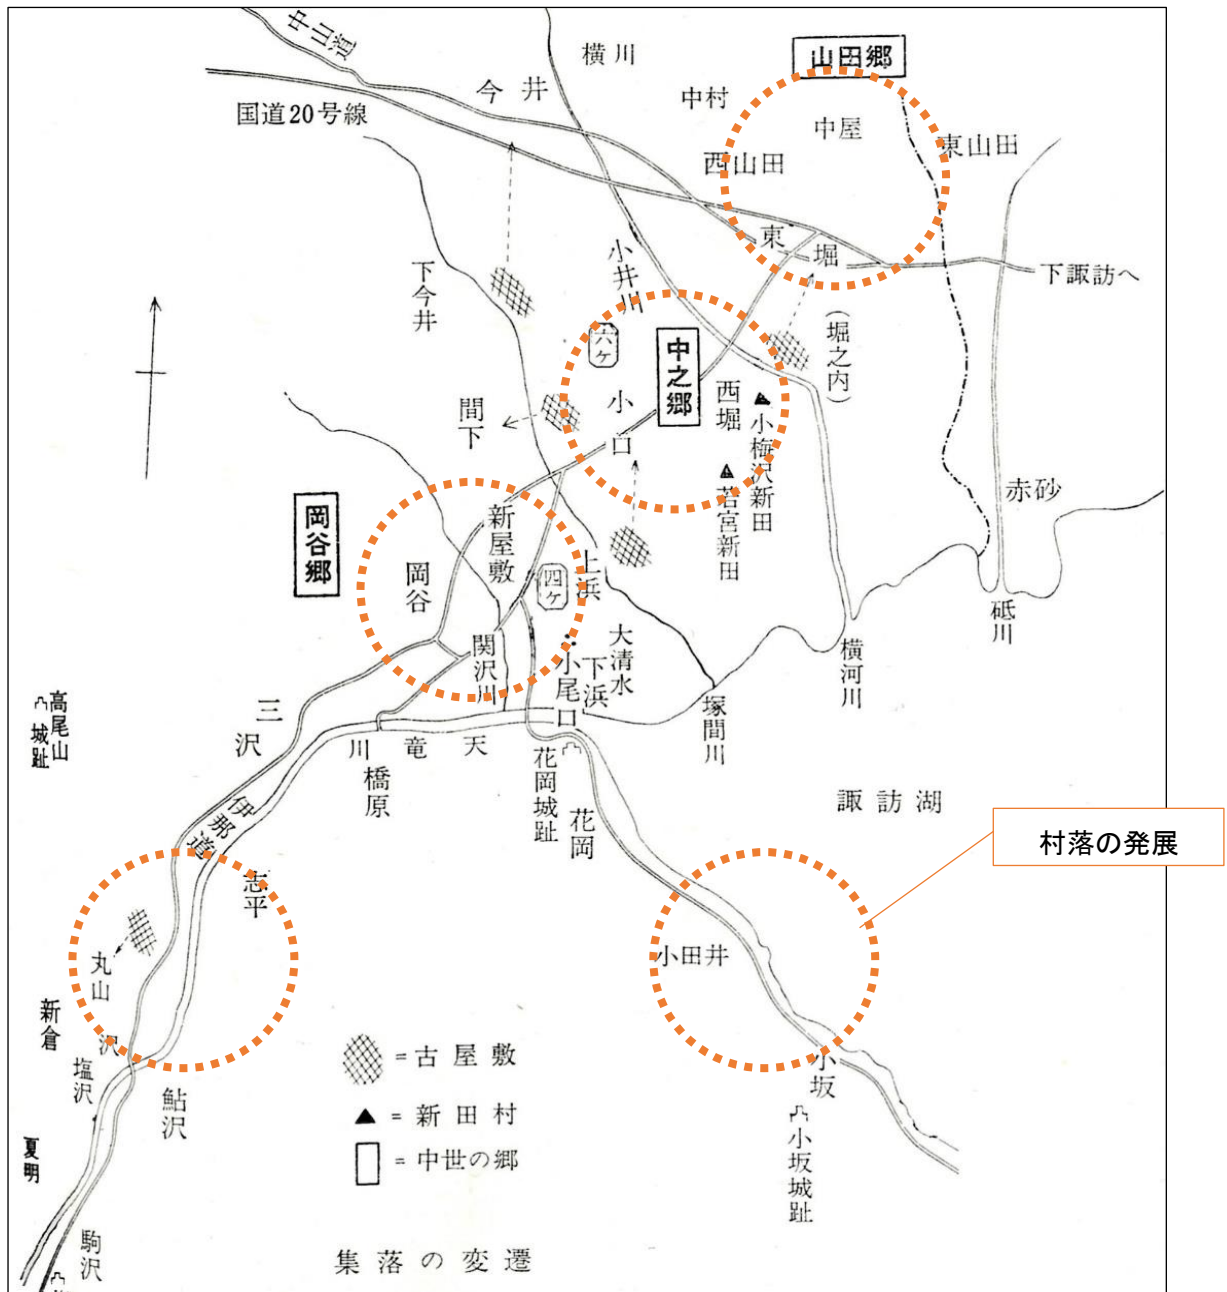 中山道
横川
山田郷
今井
中村
国道20号線
中屋
東山田
西山田
小井川
東堀
下諏訪へ
下今井
(堀之内)
六ケ
中之郷
間下
小口
西堀
小梅沢新田
若宮新田
赤砂
岡谷郷
新屋敷
上浜
岡谷
四ケ
砥川
関沢川
小尾口
下浜
大清水
横河川
塚間川
高尾山
城趾
三沢
天竜川
橋原
花岡城趾
花岡
諏訪湖
伊那道
村落の発展
志平
丸山
小田井
新倉
沢
塩沢
鮎沢
小坂
=古屋敷
=新田村
=中世の郷
小坂城趾
夏明
駒沢
集落の変遷